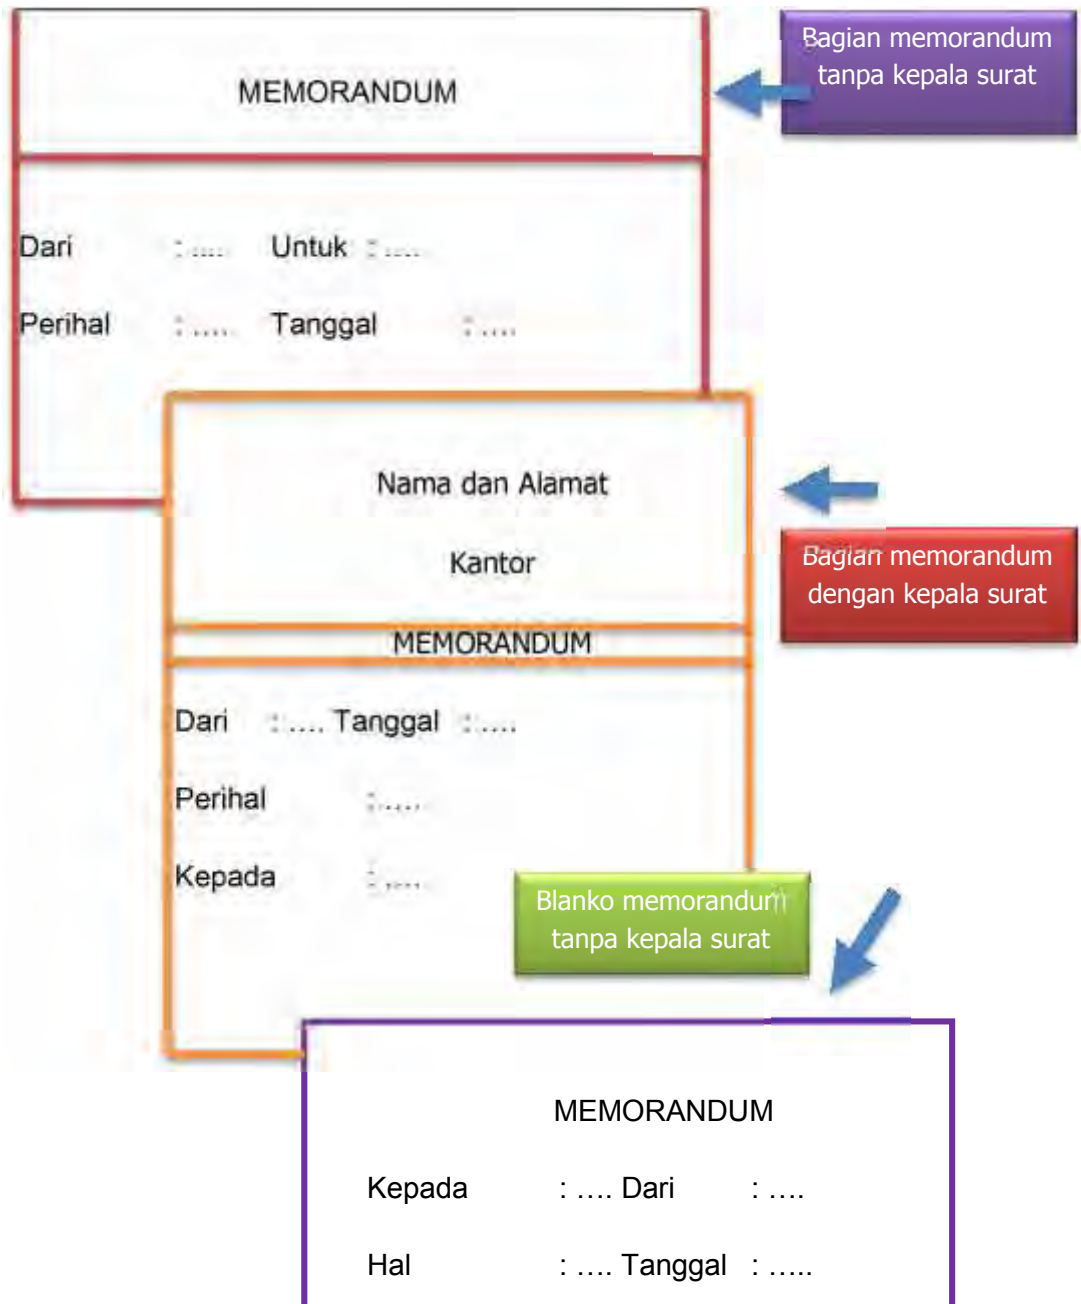 Bagian memorandum
tanpa kepala surat
MEMORANDUM
Dari : .... Untuk : .....
Perihal : .... Tanggal : ....
Nama dan Alamat
Kantor
Bagian memorandum
dengan kepala surat
MEMORANDUM
Dari : .... Tanggal : ....
Perihal : .....
Kepada : .....
Blanko memorandum
tanpa kepala surat
MEMORANDUM
Kepada : .... Dari : ....
Hal : .... Tanggal : .....